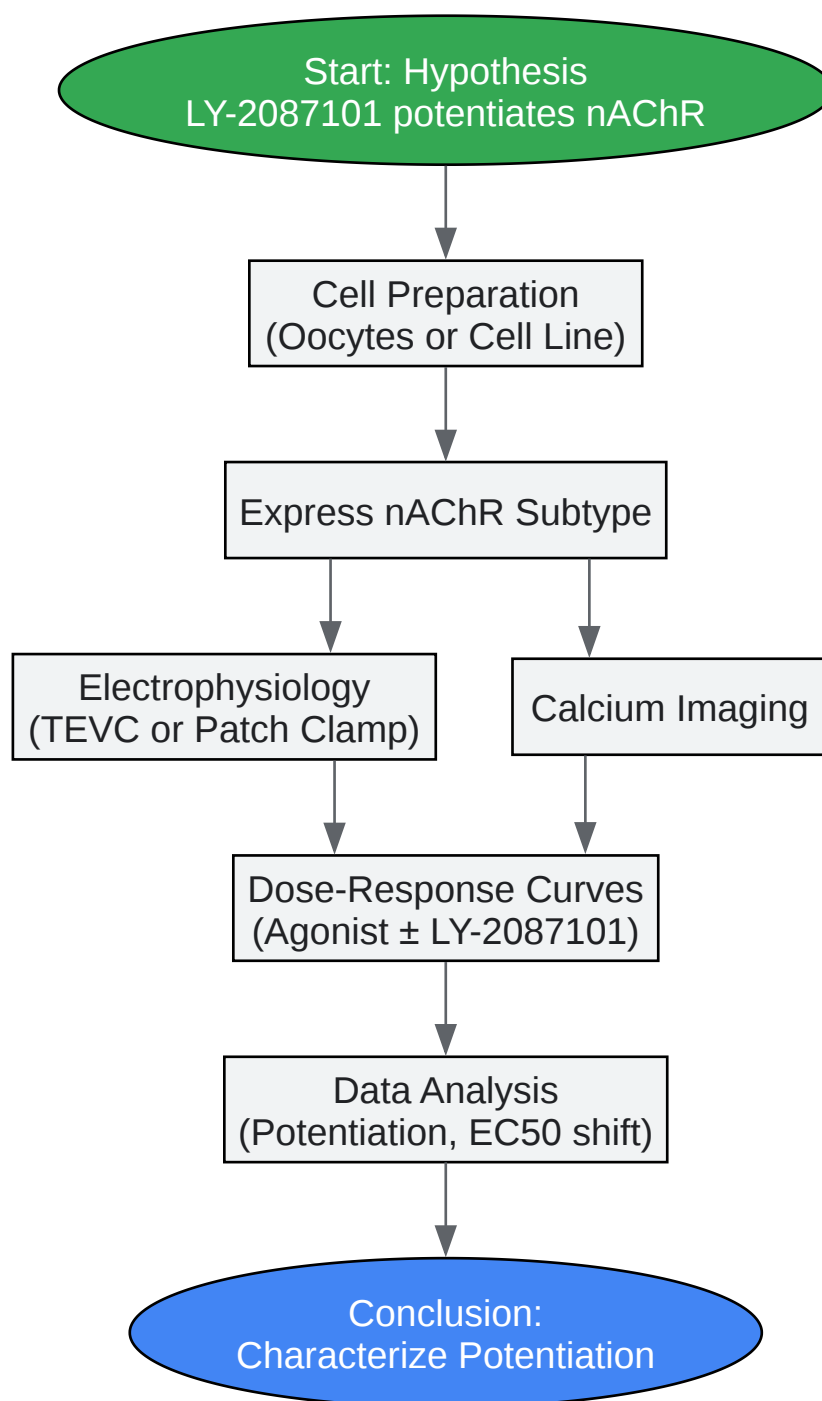 Start: Hypothesis
LY-2087101 potentiates nAChR
Cell Preparation
(Oocytes or Cell Line)
Express nAChR Subtype
Electrophysiology
(TEVC or Patch Clamp)
Calcium Imaging
Dose-Response Curves
(Agonist ± LY-2087101)
Data Analysis
(Potentiation, EC50 shift)
Conclusion:
Characterize Potentiation